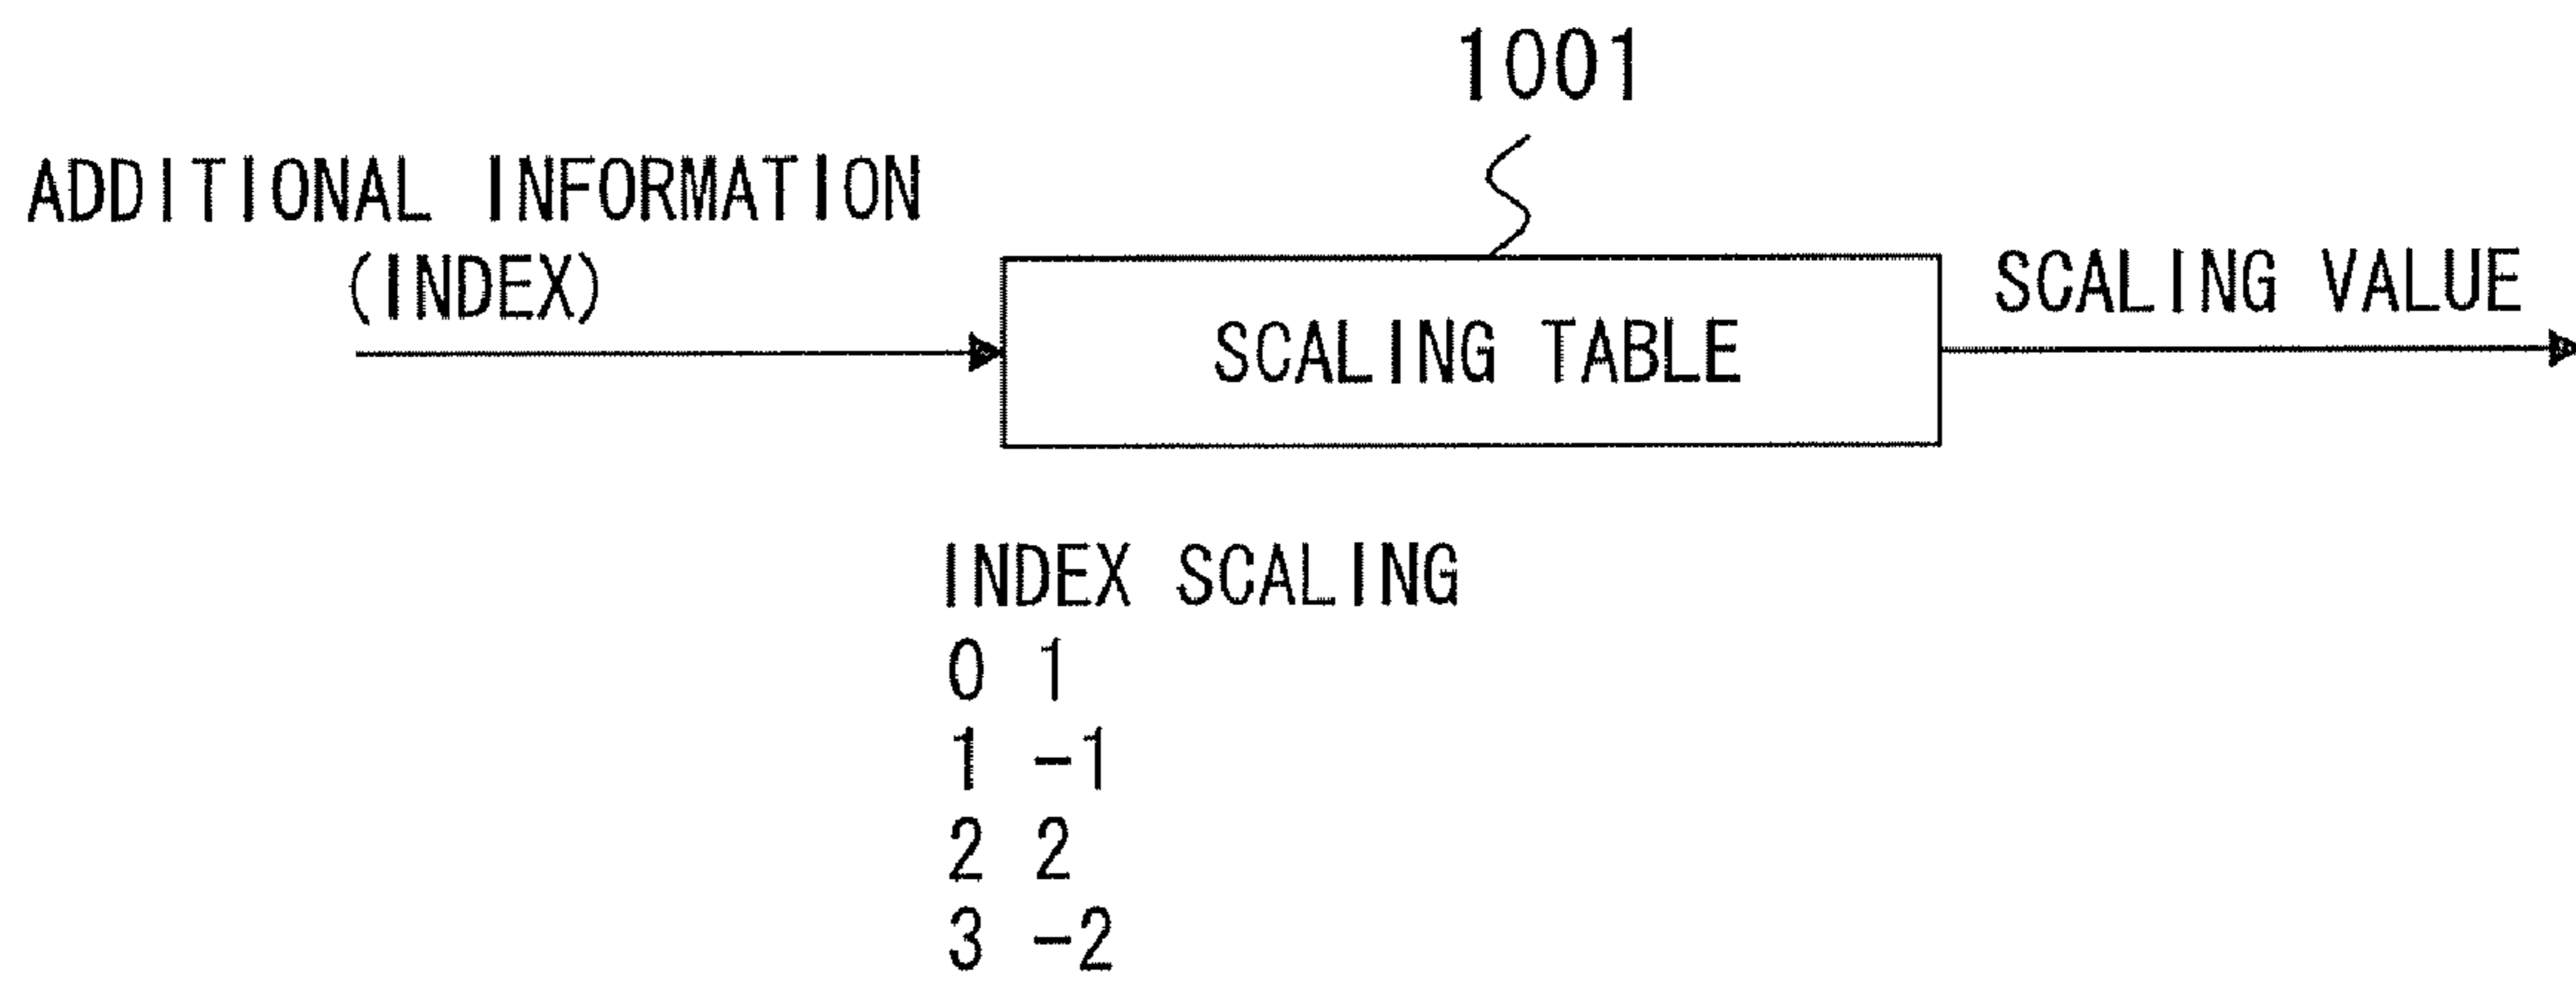 1001
ADDITIONAL INFORMATION
(INDEX)
SCALING TABLE
SCALING VALUE
INDEX SCALING
0 1
1 -1
2 2
3 -2